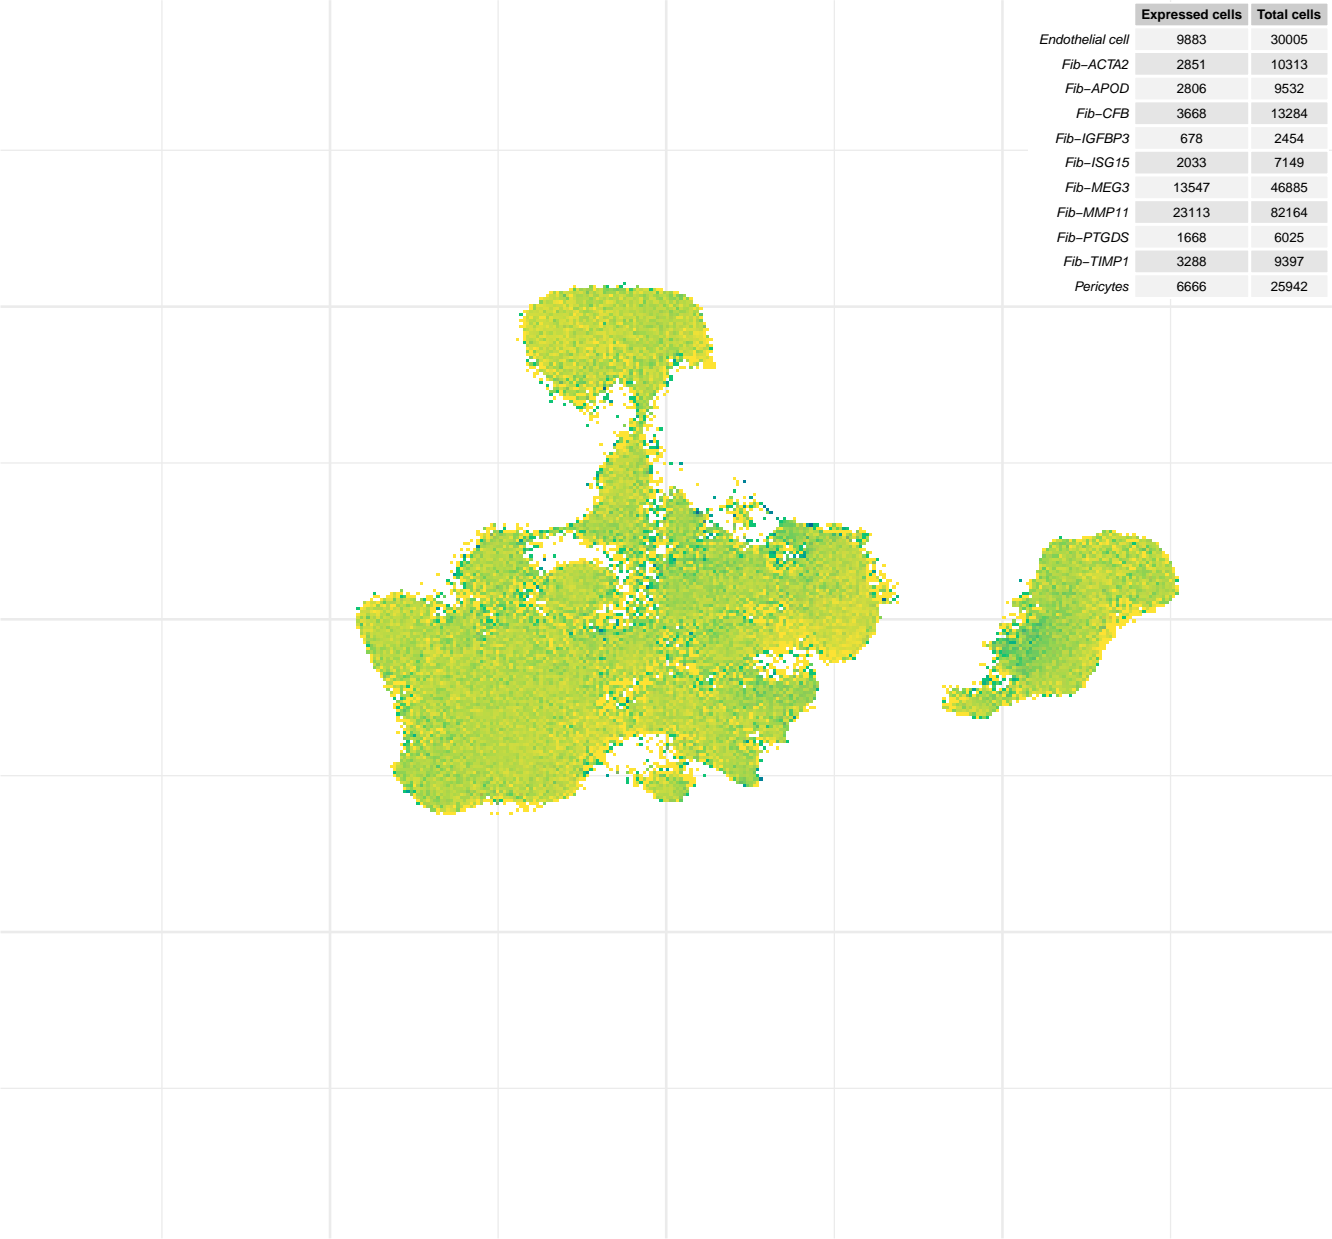 Expressed cells Total cells
Endothelial cell 9883 30005
Fib−ACTA2 2851 10313
Fib−APOD 2806 9532
Fib−CFB 3668 13284
Fib−IGFBP3 678 2454
Fib−ISG15 2033 7149
Fib−MEG3 13547 46885
Fib−MMP11 23113 82164
Fib−PTGDS 1668 6025
Fib−TIMP1 3288 9397
Pericytes 6666 25942